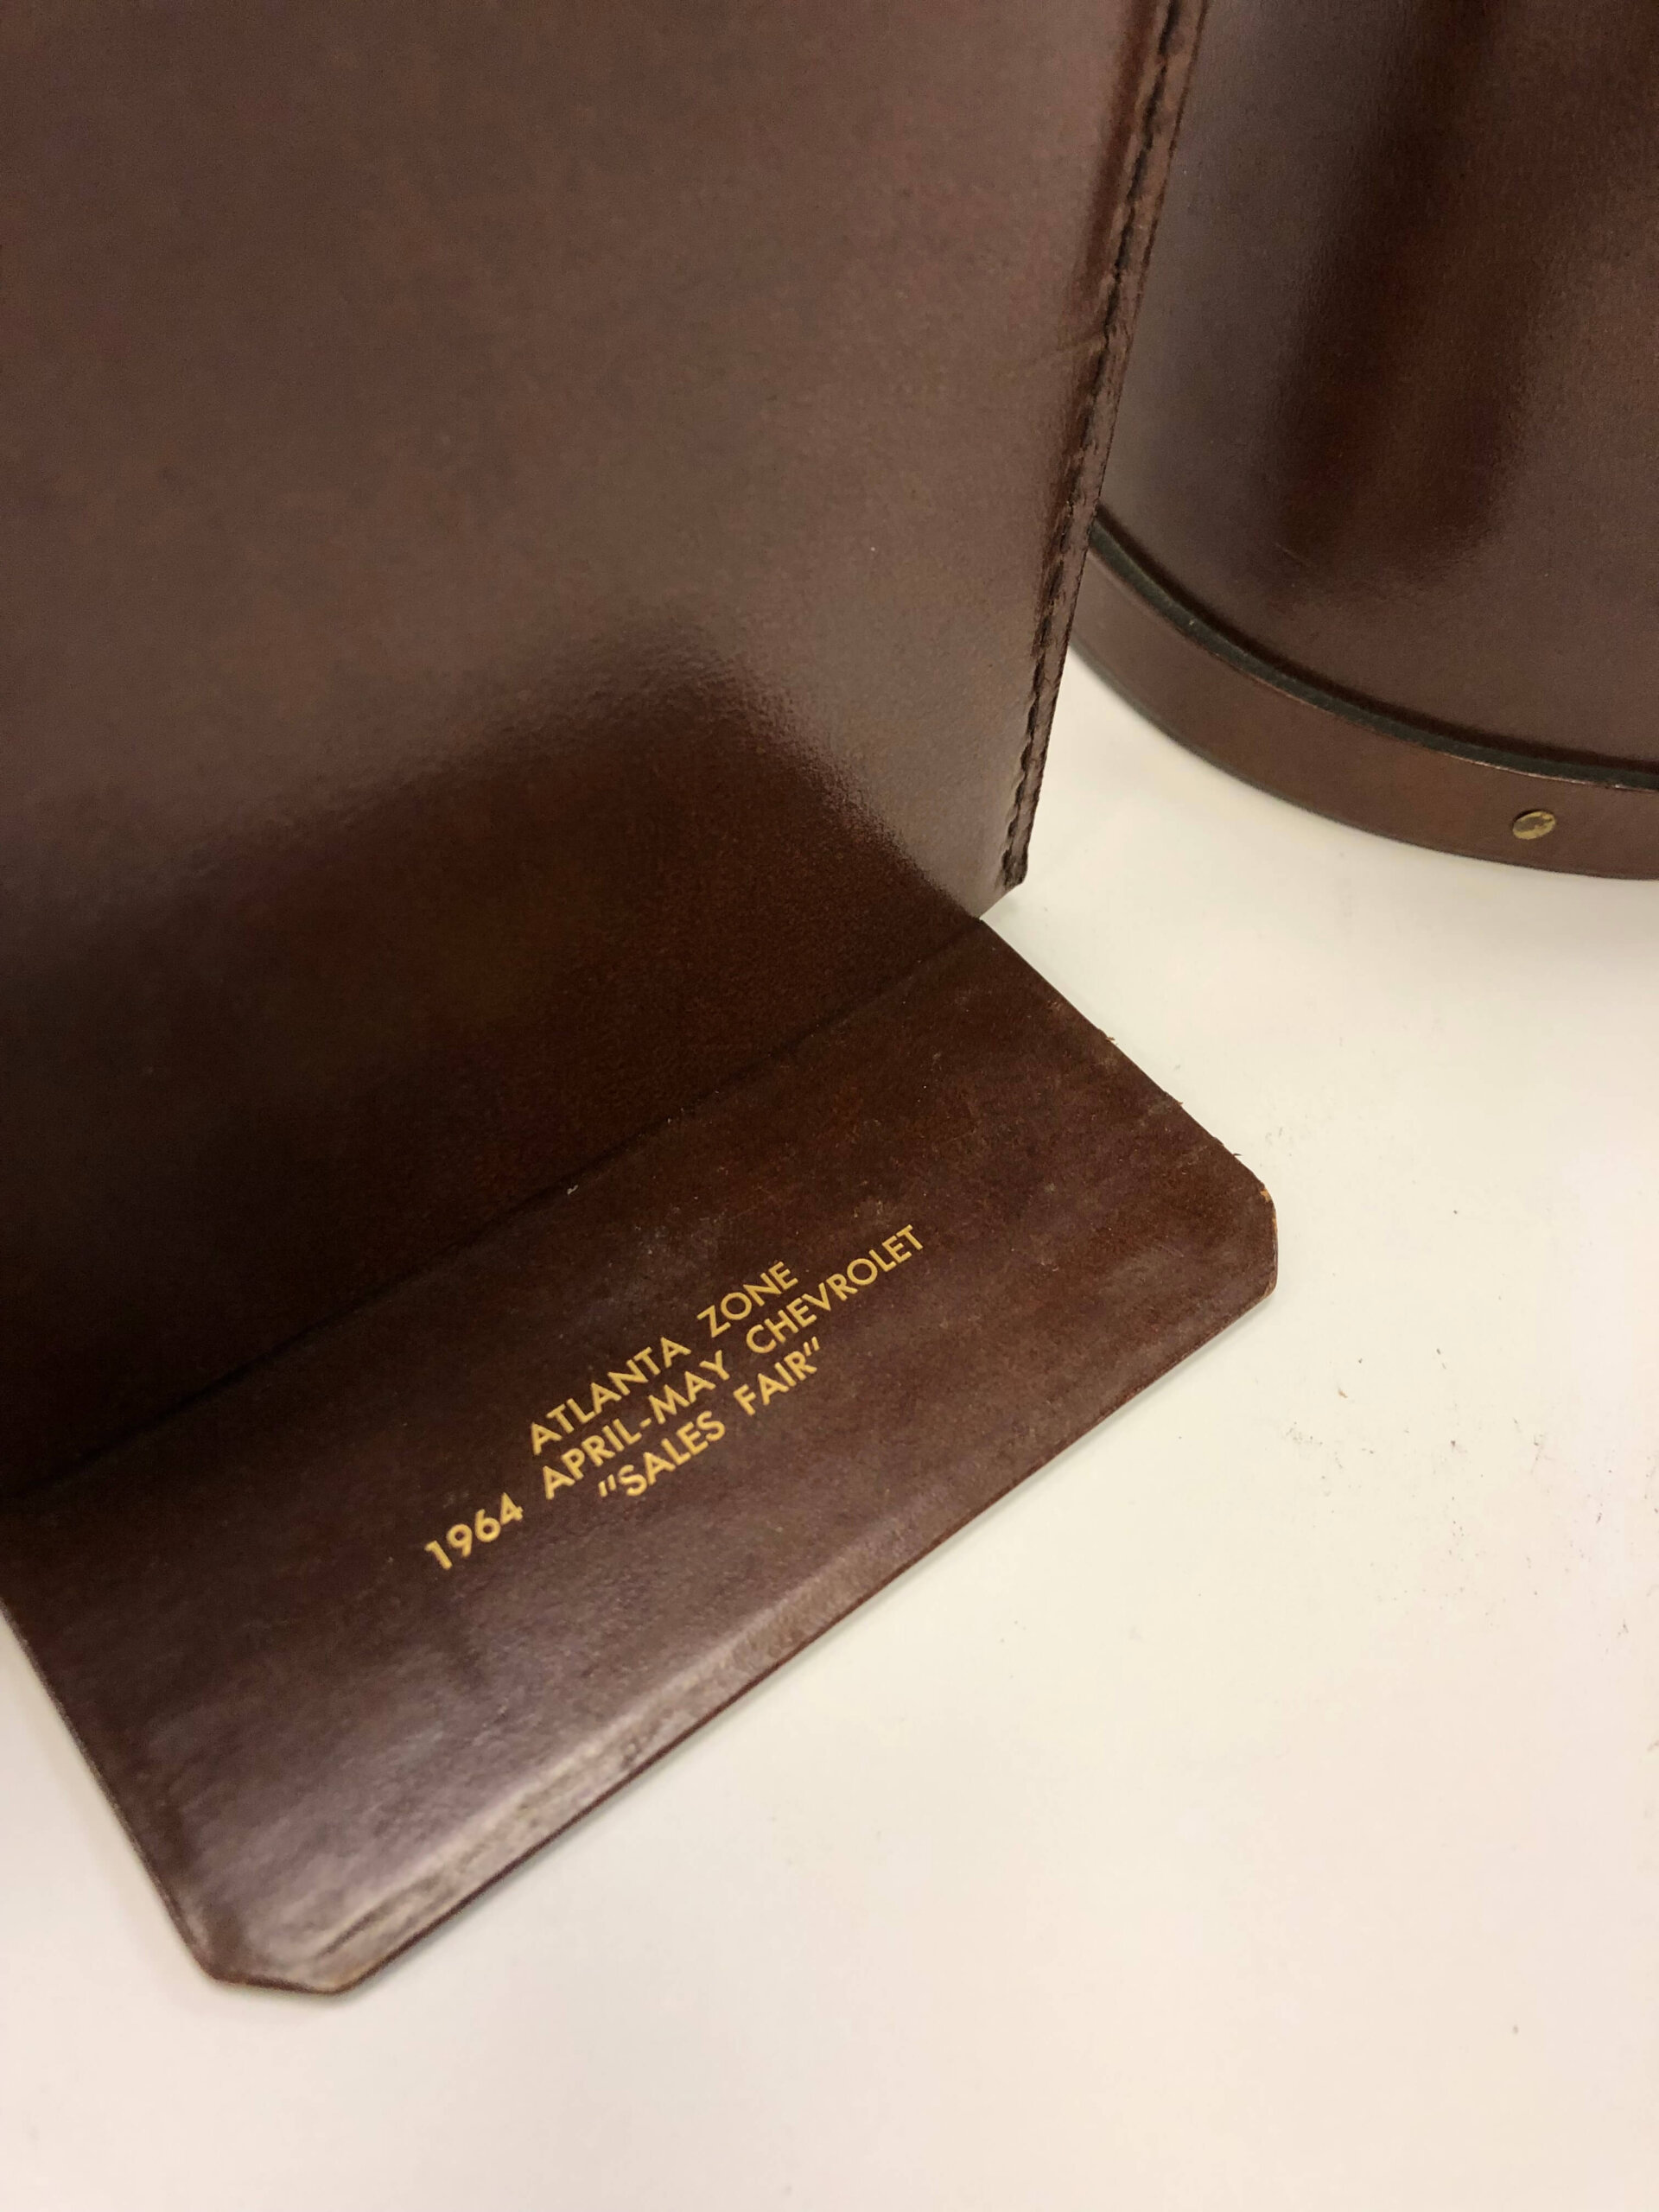 ATLANTA ZONE
1964 APRIL-MAY CHEVROLET
"SALES FAIR"